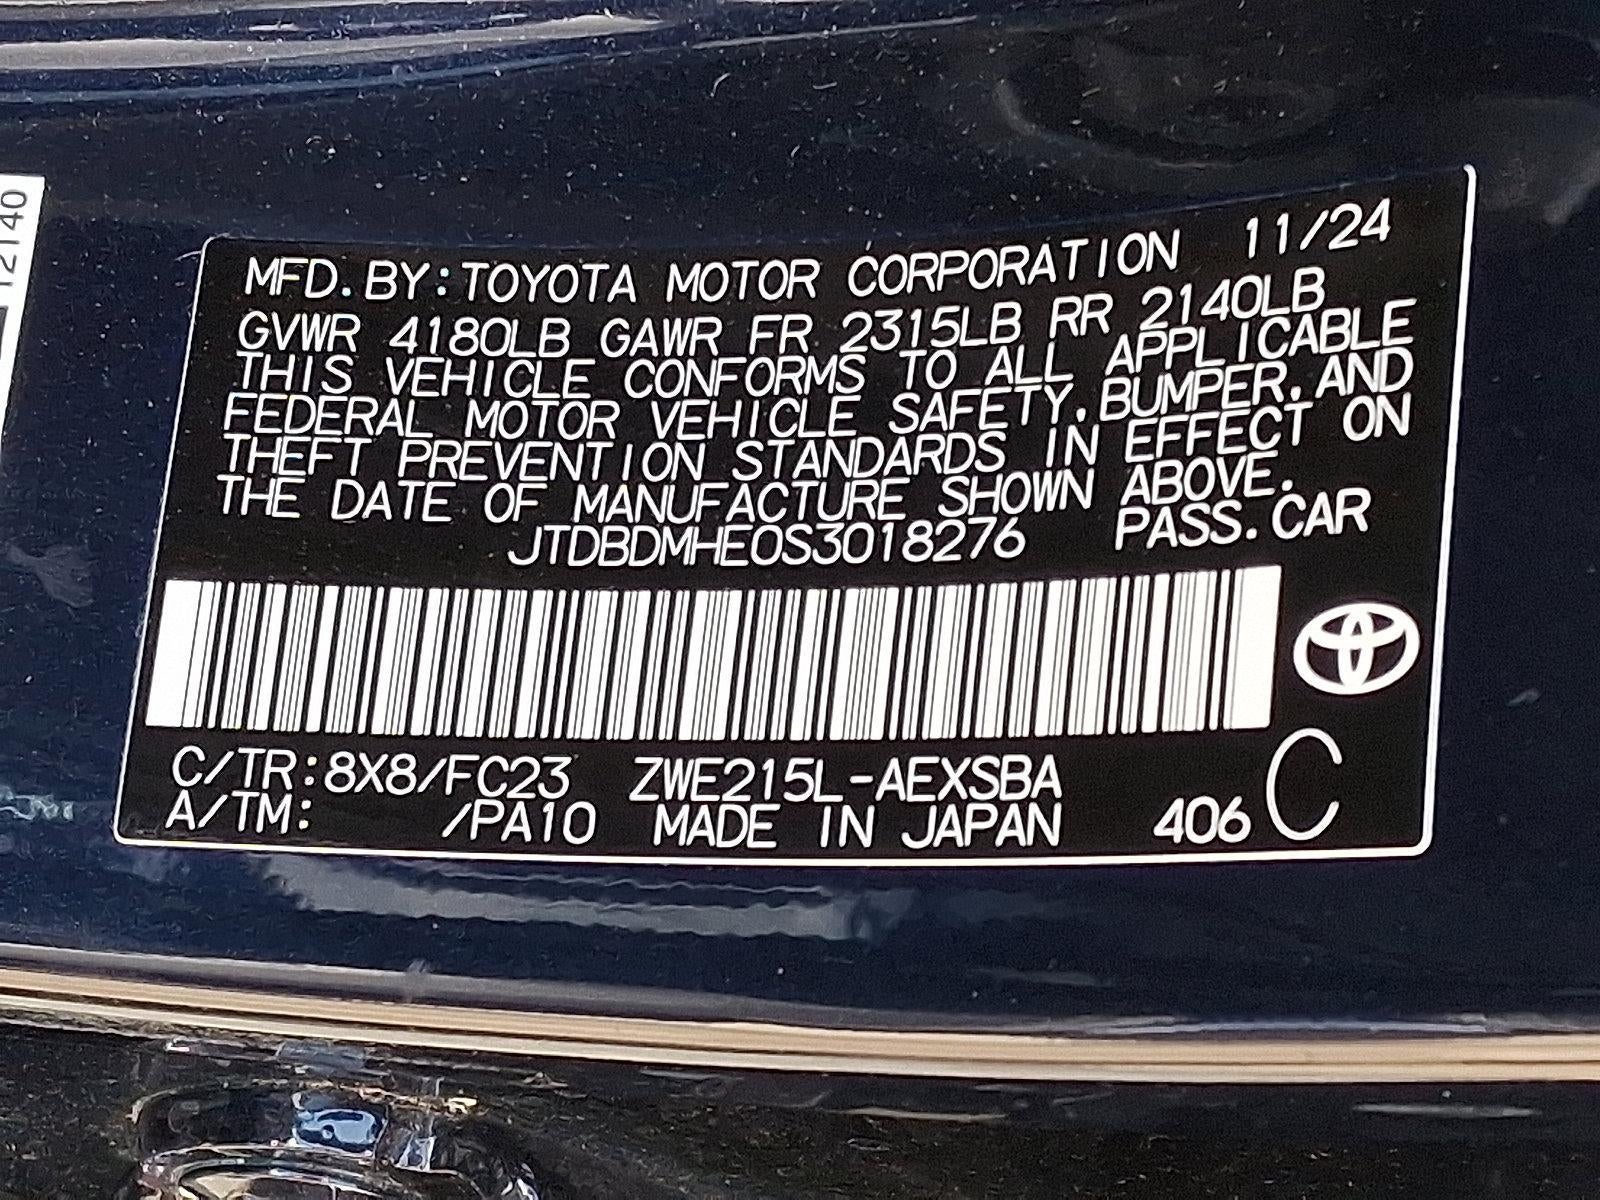 12140
MFD.BY:TOYOTA MOTOR CORPORATION 11/24
GVWR 4180LB GAWR FR 2315LB RR 2140LB
THIS VEHICLE CONFORMS TO ALL APPLICABLE
FEDERAL MOTOR VEHICLE SAFETY,BUMPER,AND
THEFT PREVENTION STANDARDS IN EFFECT ON
THE DATE OF MANUFACTURE SHOWN ABOVE.
JTDBDMHE0S3018276 PASS.CAR
C/TR:8X8/FC23 ZWE215L-AEXSBA
A/TM: /PA10 MADE IN JAPAN 406 C